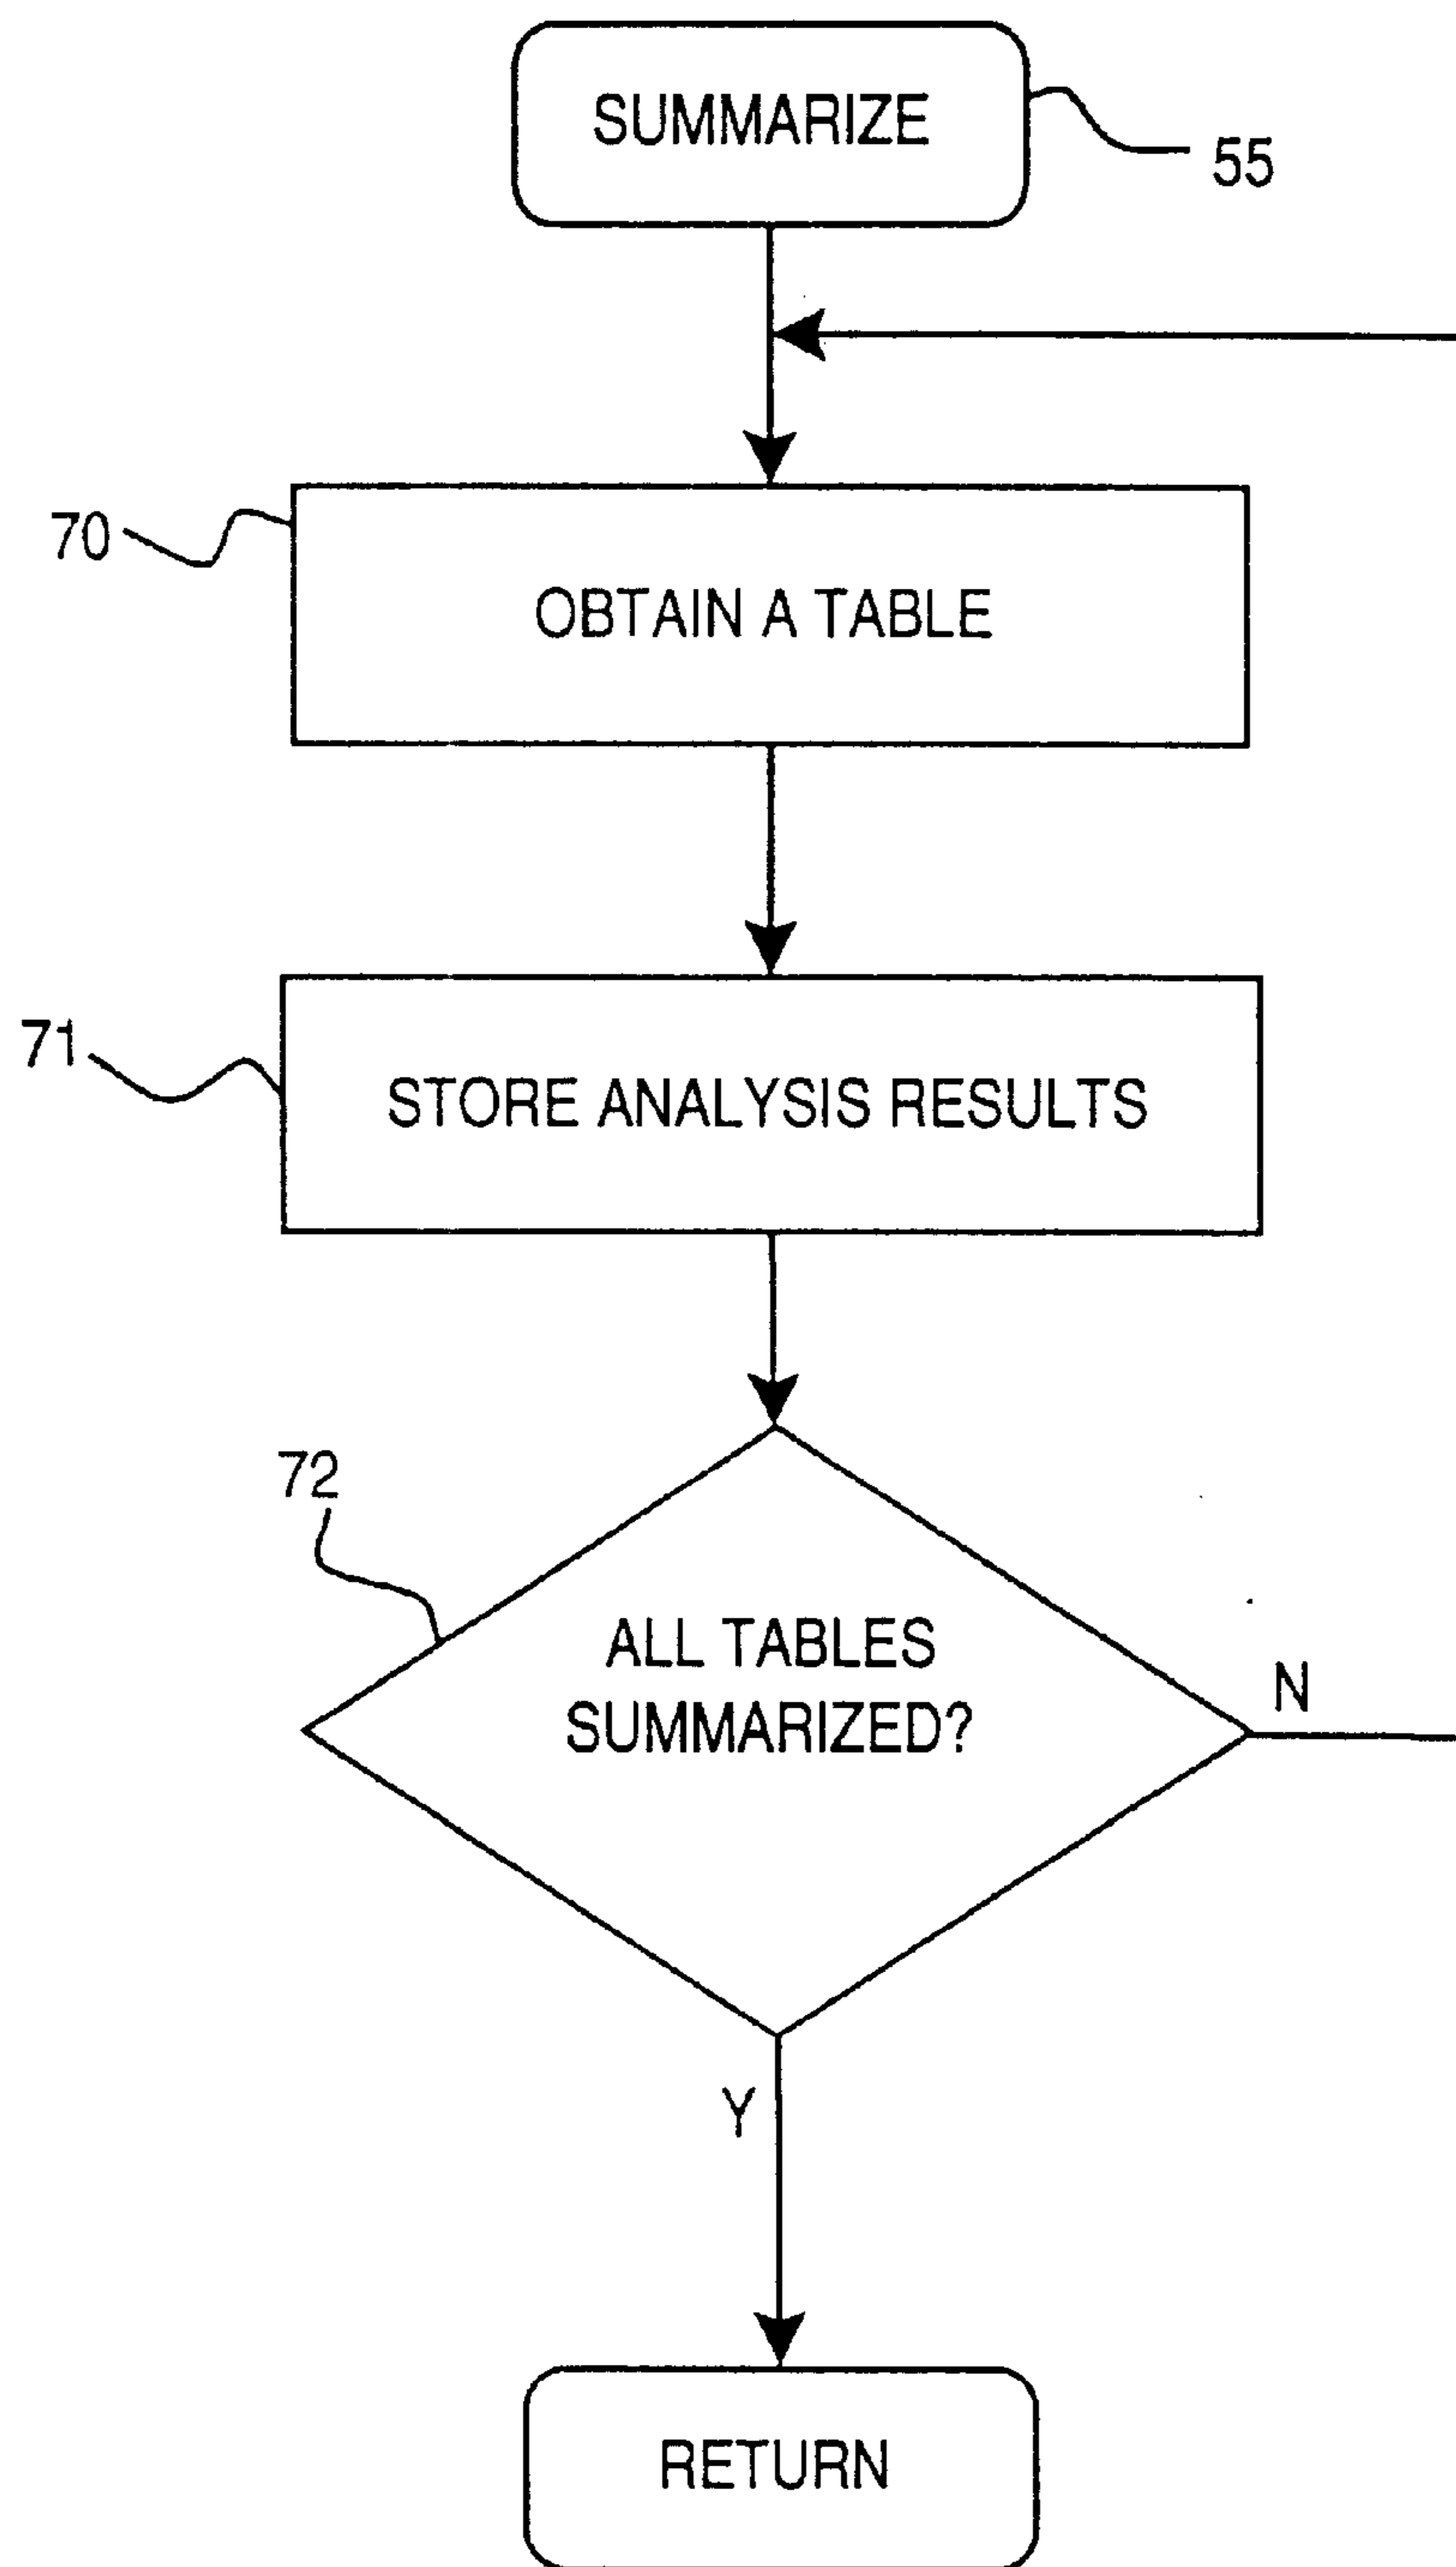 SUMMARIZE
55
70
OBTAIN A TABLE
71
STORE ANALYSIS RESULTS
72
ALL TABLES
SUMMARIZED?
N
Y
RETURN